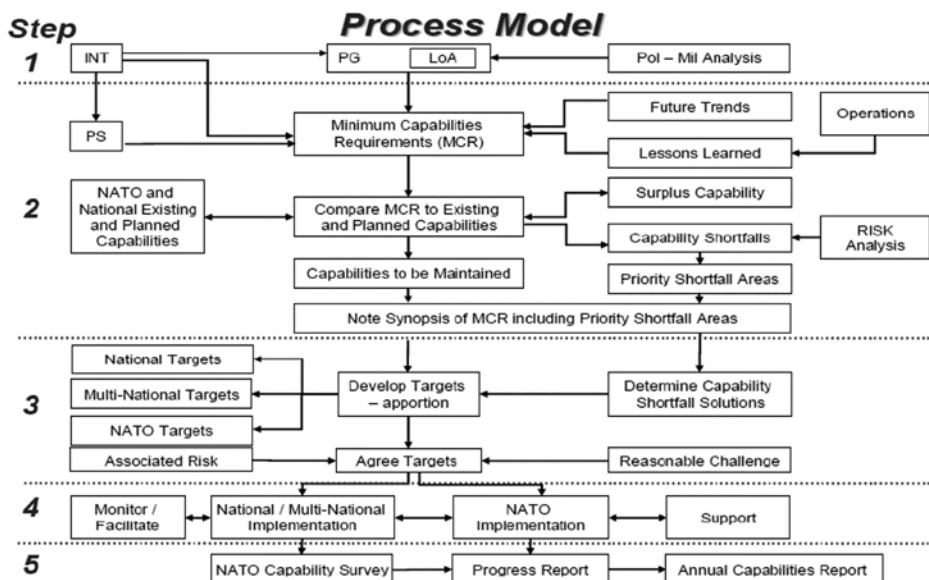 Step
Process Model
1
INT
PG
LoA
Pol – Mil Analysis
PS
Minimum Capabilities
Requirements (MCR)
Future Trends
Operations
Lessons Learned
2
NATO and
National Existing
and Planned
Capabilities
Compare MCR to Existing
and Planned Capabilities
Surplus Capability
Capability Shortfalls
RISK
Analysis
Capabilities to be Maintained
Priority Shortfall Areas
Note Synopsis of MCR including Priority Shortfall Areas
3
National Targets
Multi-National Targets
NATO Targets
Develop Targets
– apportion
Determine Capability
Shortfall Solutions
Associated Risk
Agree Targets
Reasonable Challenge
4
Monitor /
Facilitate
National / Multi-National
Implementation
NATO
Implementation
Support
5
NATO Capability Survey
Progress Report
Annual Capabilities Report